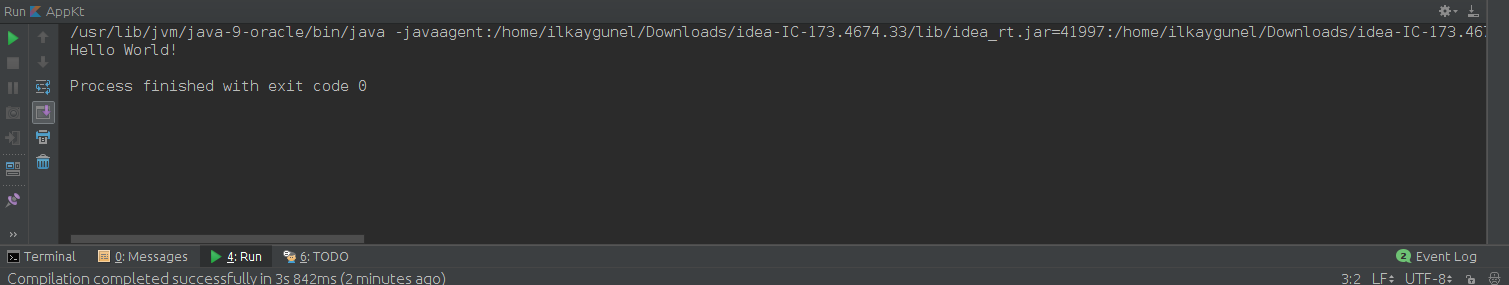 Run AppKt
/usr/lib/jvm/java-9-oracle/bin/java -javaagent:/home/ilkaygunel/Downloads/idea-IC-173.4674.33/lib/idea_rt.jar=41997:/home/ilkaygunel/Downloads/idea-IC-173.467
Hello World!
Process finished with exit code 0
»
Terminal 0: Messages 4: Run 6: TODO 2 Event Log
Compilation completed successfully in 3s 842ms (2 minutes ago) 3:2 LF UTF-8